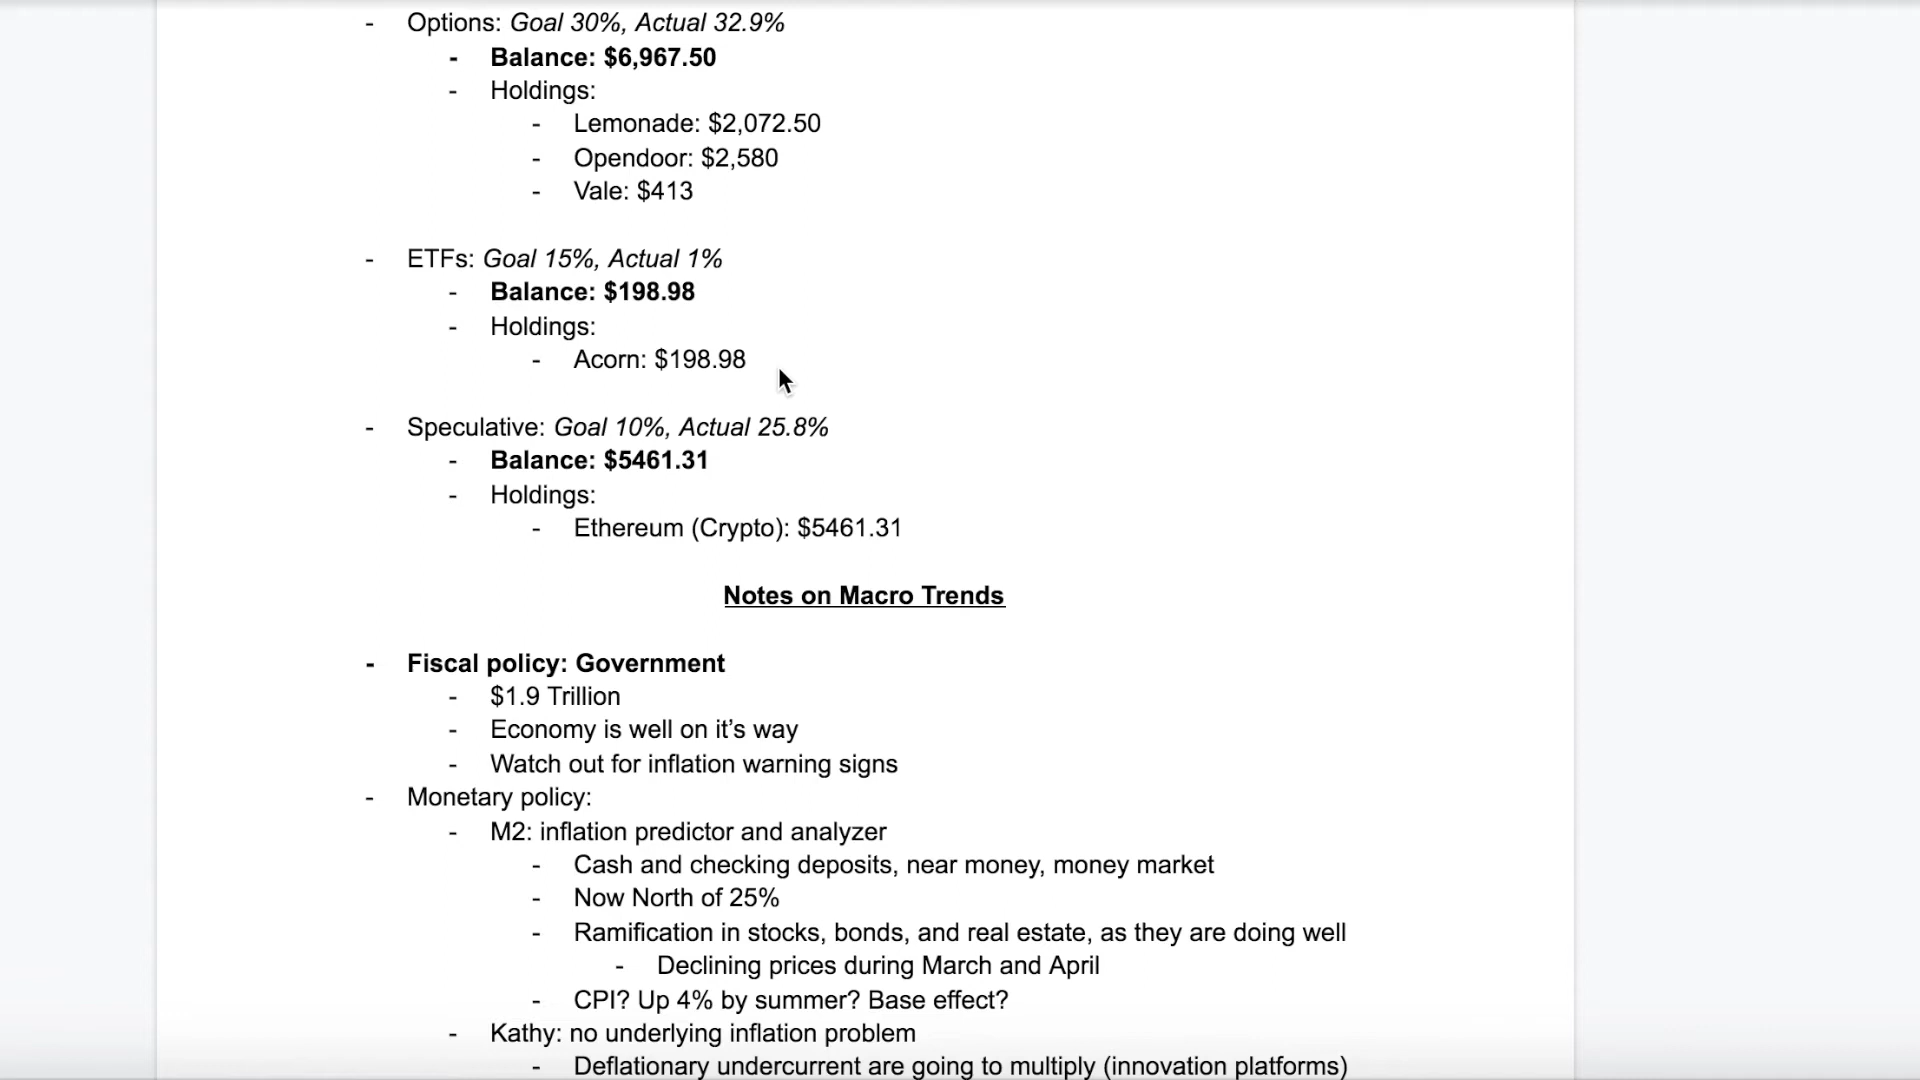 - Options: Goal 30%, Actual 32.9%
- Balance: $6,967.50
- Holdings:
- Lemonade: $2,072.50
- Opendoor: $2,580
- Vale: $413
- ETFs: Goal 15%, Actual 1%
- Balance: $198.98
- Holdings:
- Acorn: $198.98
- Speculative: Goal 10%, Actual 25.8%
- Balance: $5461.31
- Holdings:
- Ethereum (Crypto): $5461.31
Notes on Macro Trends
- Fiscal policy: Government
- $1.9 Trillion
- Economy is well on it’s way
- Watch out for inflation warning signs
- Monetary policy:
- M2: inflation predictor and analyzer
- Cash and checking deposits, near money, money market
- Now North of 25%
- Ramification in stocks, bonds, and real estate, as they are doing well
- Declining prices during March and April
- CPI? Up 4% by summer? Base effect?
- Kathy: no underlying inflation problem
- Deflationary undercurrent are going to multiply (innovation platforms)